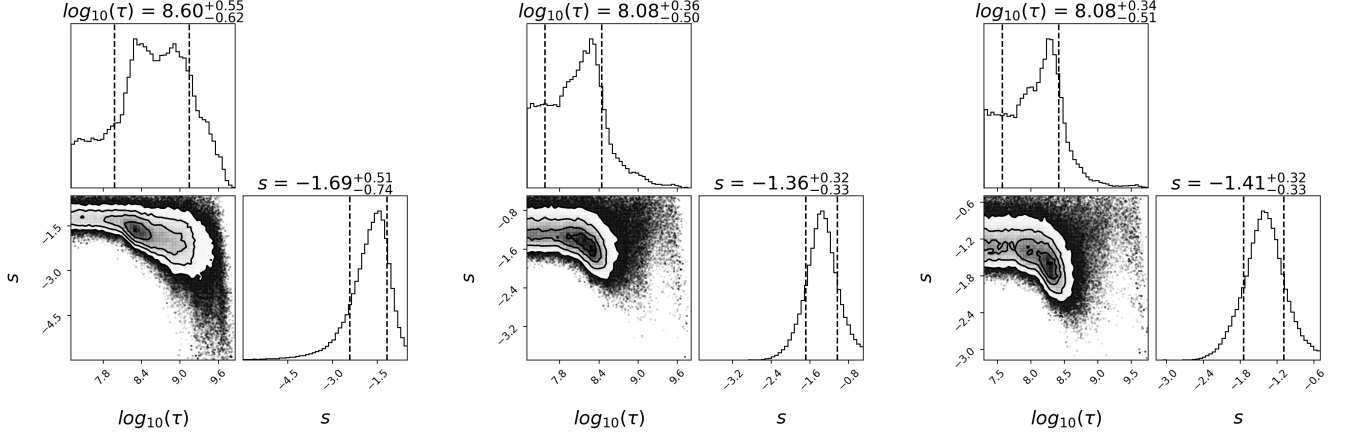 log₁₀(τ) = 8.60+0.55−0.62
s = −1.69+0.51−0.74
s
−1.5
−3.0
−4.5
7.8 8.4 9.0 9.6
log₁₀(τ)
−4.5 −3.0 −1.5
s
log₁₀(τ) = 8.08+0.36−0.50
s = −1.36+0.32−0.33
s
−0.8
−1.6
−2.4
−3.2
7.8 8.4 9.0 9.6
log₁₀(τ)
−3.2 −2.4 −1.6 −0.8
s
log₁₀(τ) = 8.08+0.34−0.51
s = −1.41+0.32−0.33
s
−0.6
−1.2
−1.8
−2.4
−3.0
7.5 8.0 8.5 9.0 9.5
log₁₀(τ)
−3.0 −2.4 −1.8 −1.2 −0.6
s